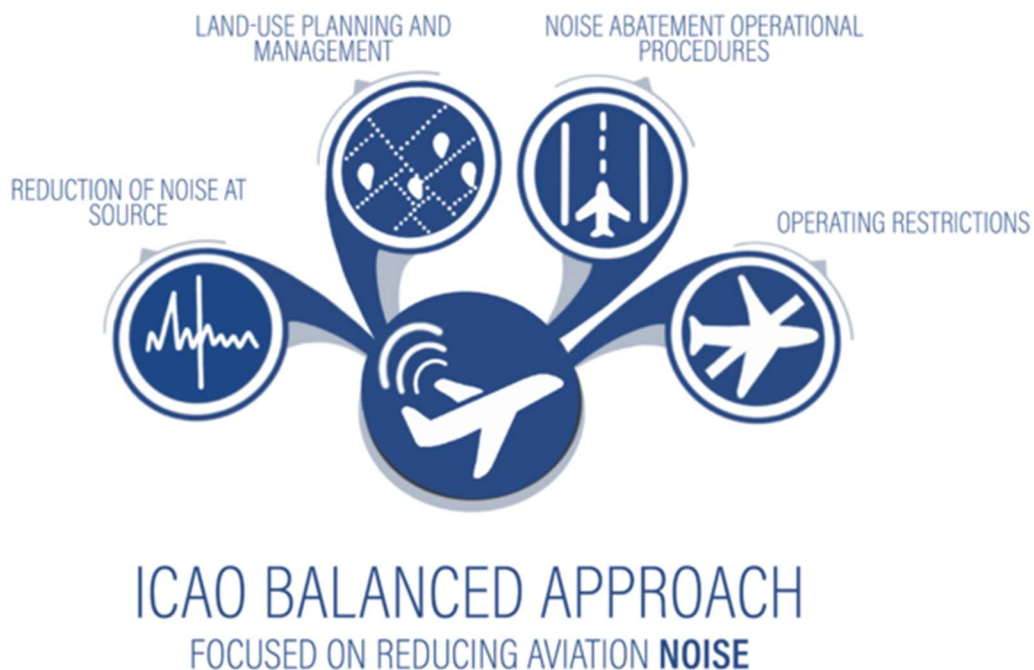 LAND-USE PLANNING AND
MANAGEMENT
NOISE ABATEMENT OPERATIONAL
PROCEDURES
REDUCTION OF NOISE AT
SOURCE
OPERATING RESTRICTIONS
ICAO BALANCED APPROACH
FOCUSED ON REDUCING AVIATION NOISE